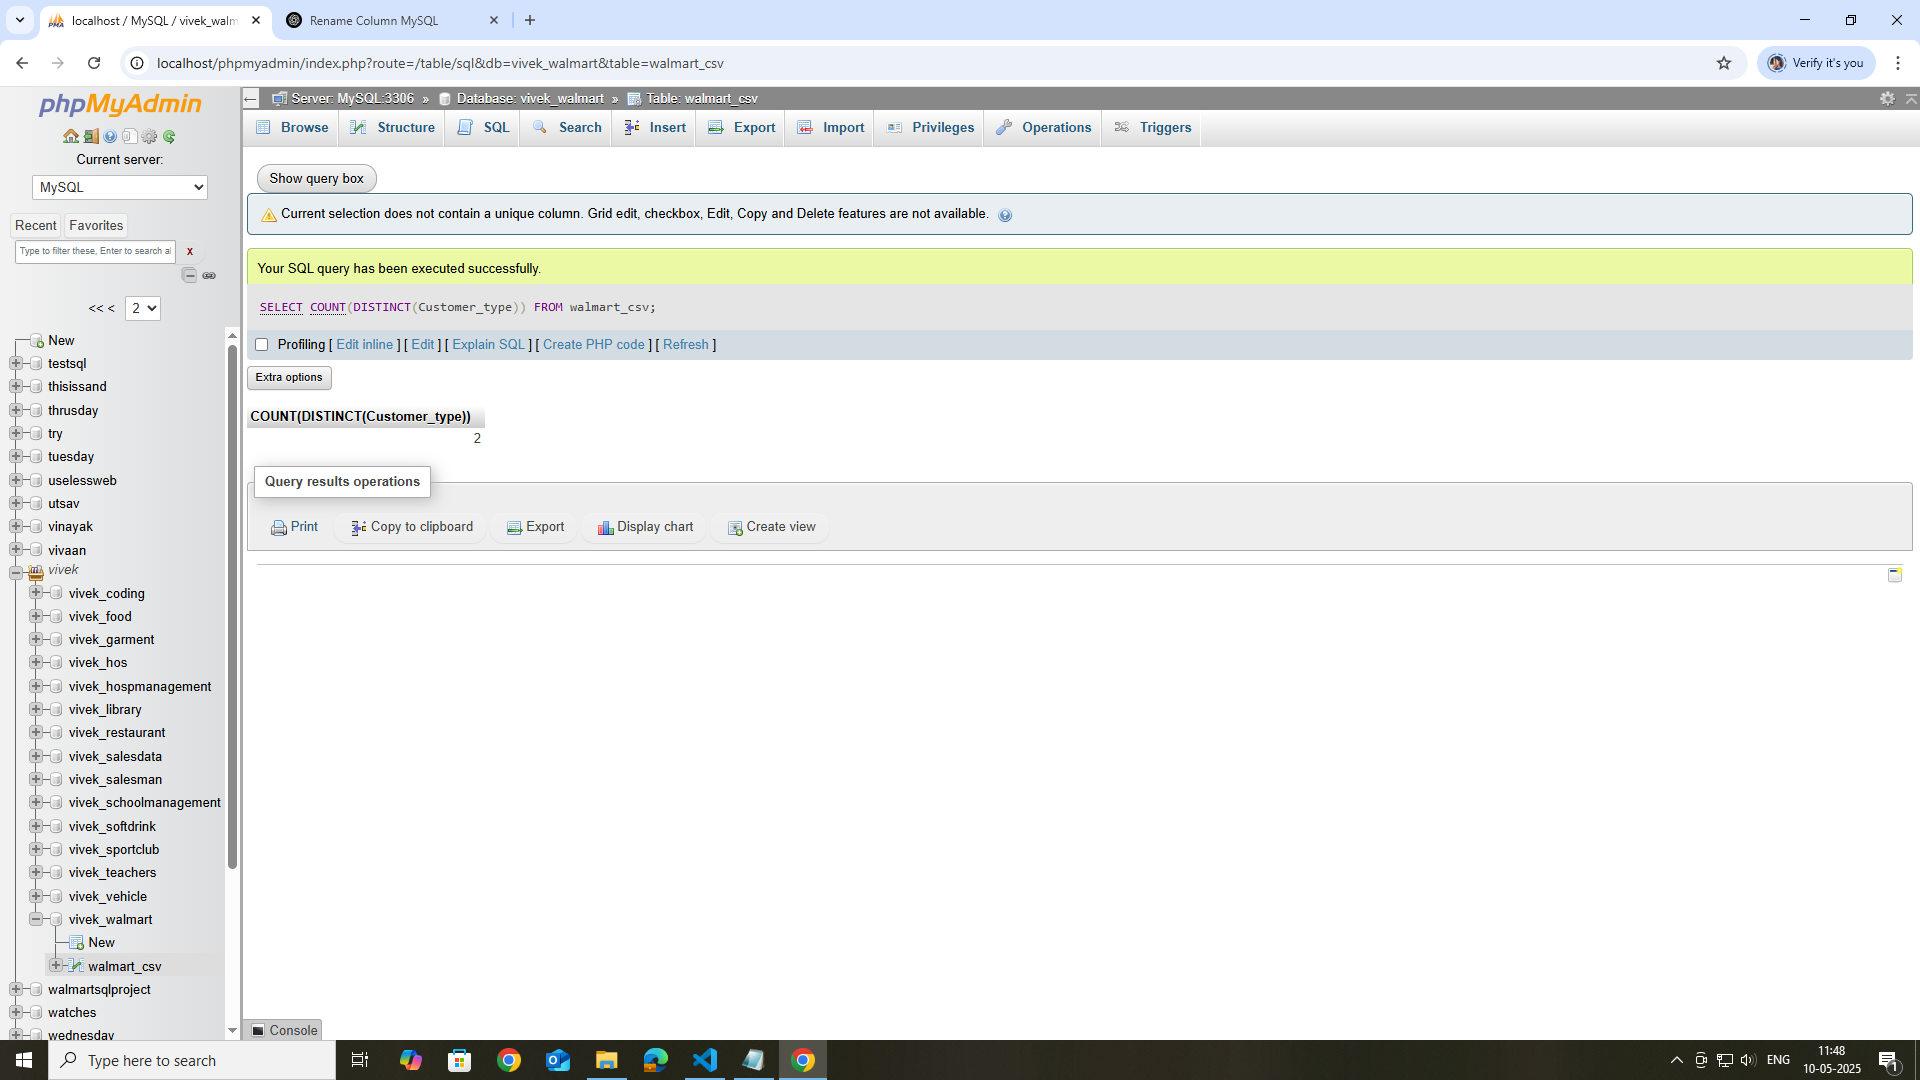 localhost / MySQL / vivek_walm
Rename Column MySQL
localhost/phpmyadmin/index.php?route=/table/sql&db=vivek_walmart&table=walmart_csv
Verify it's you
phpMyAdmin
Current server:
MySQL
Recent
Favorites
Type to filter these, Enter to search al
x
<< <
2
New
testsql
thisissand
thrusday
try
tuesday
uselessweb
utsav
vinayak
vivaan
vivek
vivek_coding
vivek_food
vivek_garment
vivek_hos
vivek_hospmanagement
vivek_library
vivek_restaurant
vivek_salesdata
vivek_salesman
vivek_schoolmanagement
vivek_softdrink
vivek_sportclub
vivek_teachers
vivek_vehicle
vivek_walmart
New
walmart_csv
walmartsqlproject
watches
wednesday
Server: MySQL:3306 » Database: vivek_walmart » Table: walmart_csv
Browse
Structure
SQL
Search
Insert
Export
Import
Privileges
Operations
Triggers
Show query box
Current selection does not contain a unique column. Grid edit, checkbox, Edit, Copy and Delete features are not available.
Your SQL query has been executed successfully.
SELECT COUNT(DISTINCT(Customer_type)) FROM walmart_csv;
Profiling [ Edit inline ] [ Edit ] [ Explain SQL ] [ Create PHP code ] [ Refresh ]
Extra options
COUNT(DISTINCT(Customer_type))
2
Query results operations
Print
Copy to clipboard
Export
Display chart
Create view
Console
Type here to search
ENG
11:48
10-05-2025
1